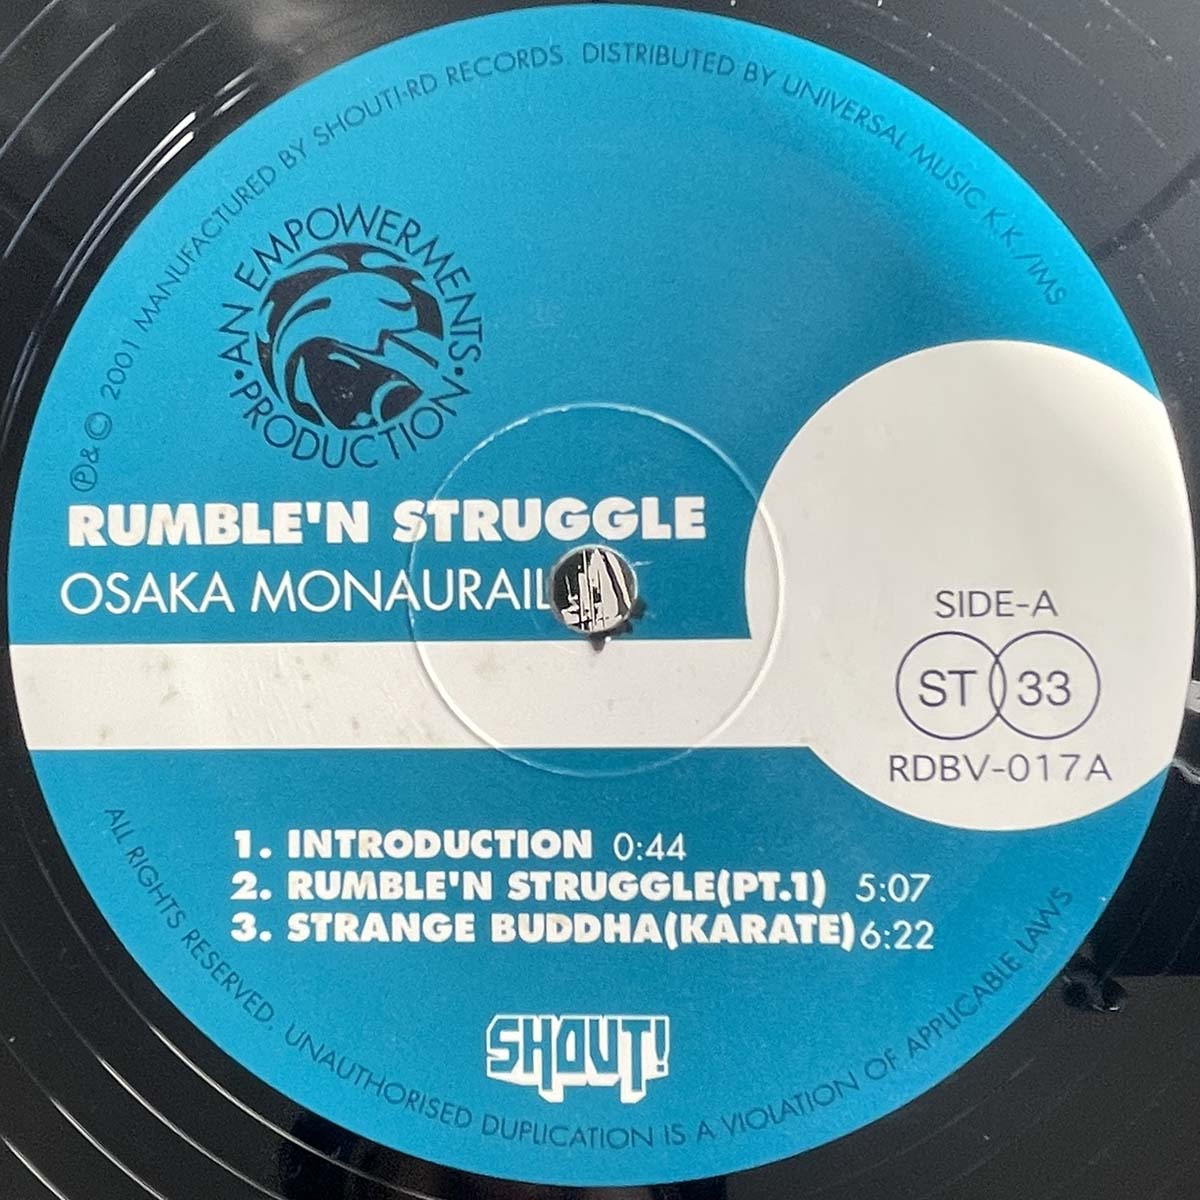 ℗&© 2001 MANUFACTURED BY SHOUT!-RD RECORDS. DISTRIBUTED BY UNIVERSAL MUSIC K.K./IMS
AN EMPOWERMENTS
PRODUCTION
RUMBLE'N STRUGGLE
OSAKA MONAURAIL
SIDE-A
ST 33
RDBV-017A
1. INTRODUCTION 0:44
2. RUMBLE'N STRUGGLE(PT.1) 5:07
3. STRANGE BUDDHA(KARATE) 6:22
SHOUT!
ALL RIGHTS RESERVED. UNAUTHORISED DUPLICATION IS A VIOLATION OF APPLICABLE LAWS